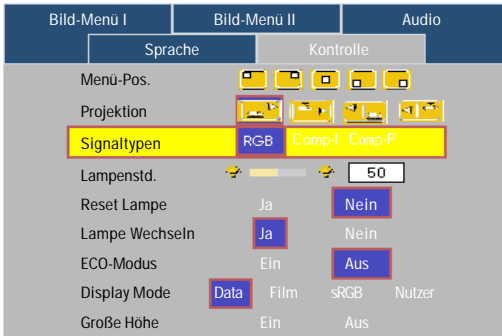 Bild-Menü I Bild-Menü II Audio
Sprache Kontrolle
Menü-Pos.
Projektion
Signaltypen RGB Comp-I Comp-P
Lampenstd. 50
Reset Lampe Ja Nein
Lampe Wechseln Ja Nein
ECO-Modus Ein Aus
Display Mode Data Film sRGB Nutzer
Große Höhe Ein Aus